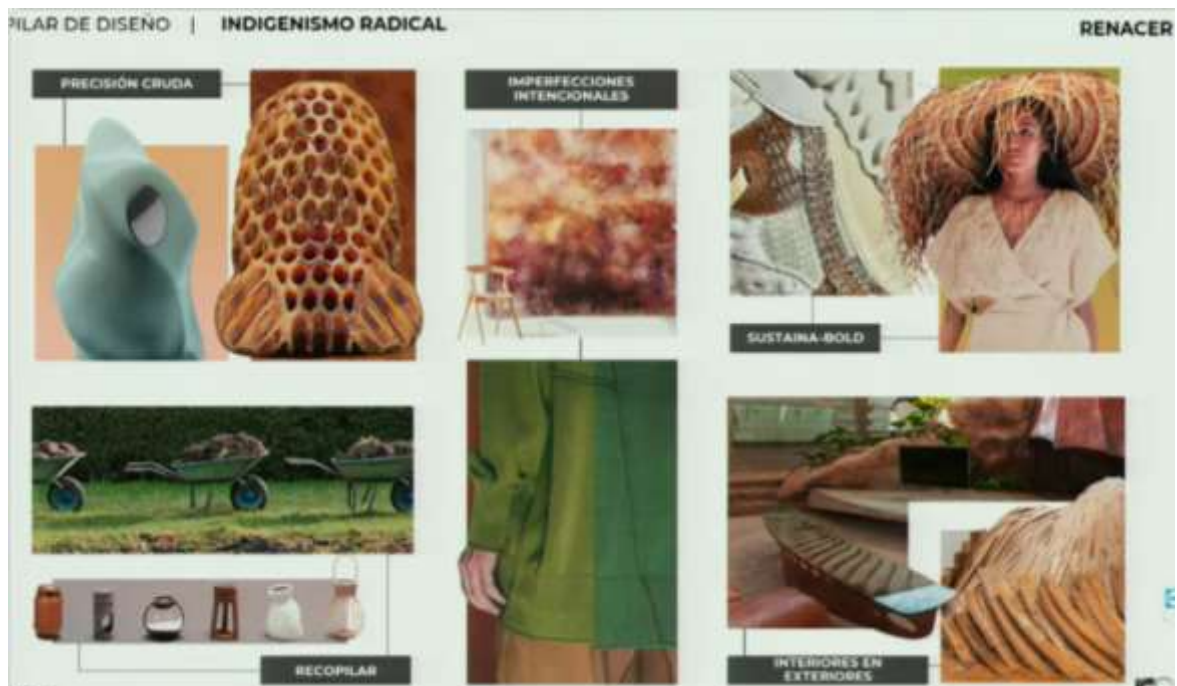 PILAR DE DISEÑO | INDIGENISMO RADICAL
RENACER
PRECISIÓN CRUDA
IMPERFECCIONES
INTENCIONALES
SUSTAINA-BOLD
RECOPILAR
INTERIORES EN
EXTERIORES